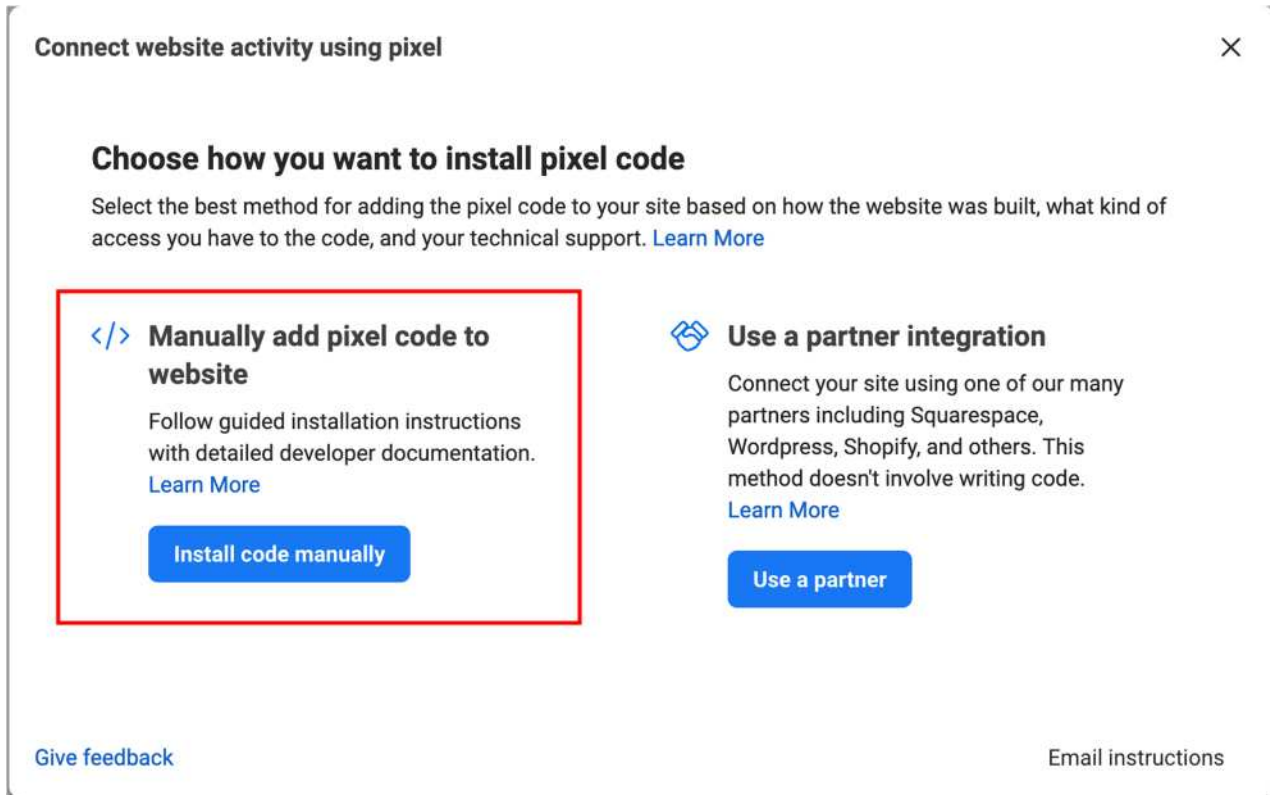 Connect website activity using pixel
Choose how you want to install pixel code
Select the best method for adding the pixel code to your site based on how the website was built, what kind of
access you have to the code, and your technical support. Learn More
Manually add pixel code to
website
Follow guided installation instructions
with detailed developer documentation.
Learn More
Install code manually
Use a partner integration
Connect your site using one of our many
partners including Squarespace,
Wordpress, Shopify, and others. This
method doesn't involve writing code.
Learn More
Use a partner
Give feedback
Email instructions